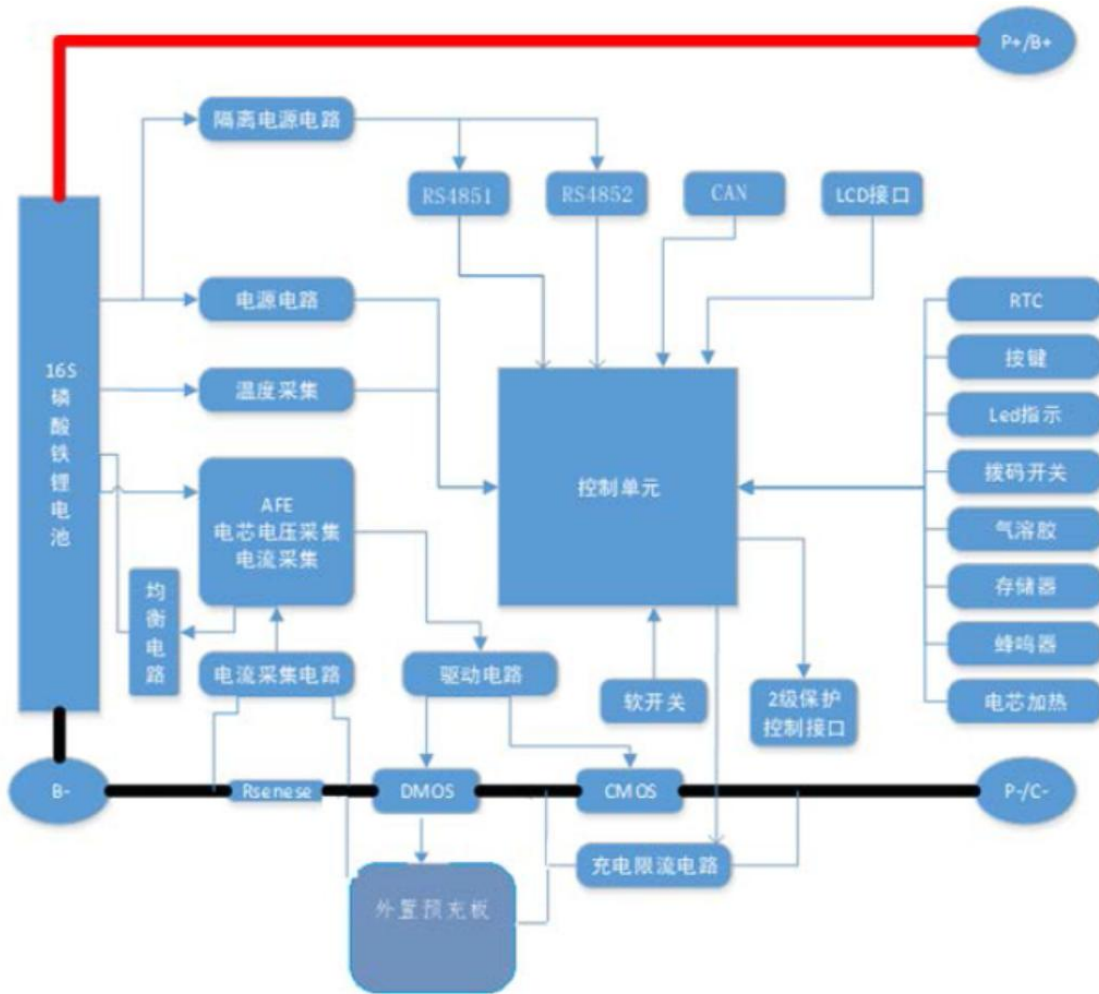 P+/B+
隔离电源电路
RS4851
RS4852
CAN
LCD接口
16S
磷
酸
铁
锂
电
池
电源电路
温度采集
AFE
电芯电压采集
电流采集
控制单元
RTC
按键
Led指示
拨码开关
气溶胶
存储器
蜂鸣器
电芯加热
均
衡
电
路
电流采集电路
驱动电路
软开关
2级保护
控制接口
B-
Rsenese
DMOS
CMOS
P-/C-
充电限流电路
外置预充板